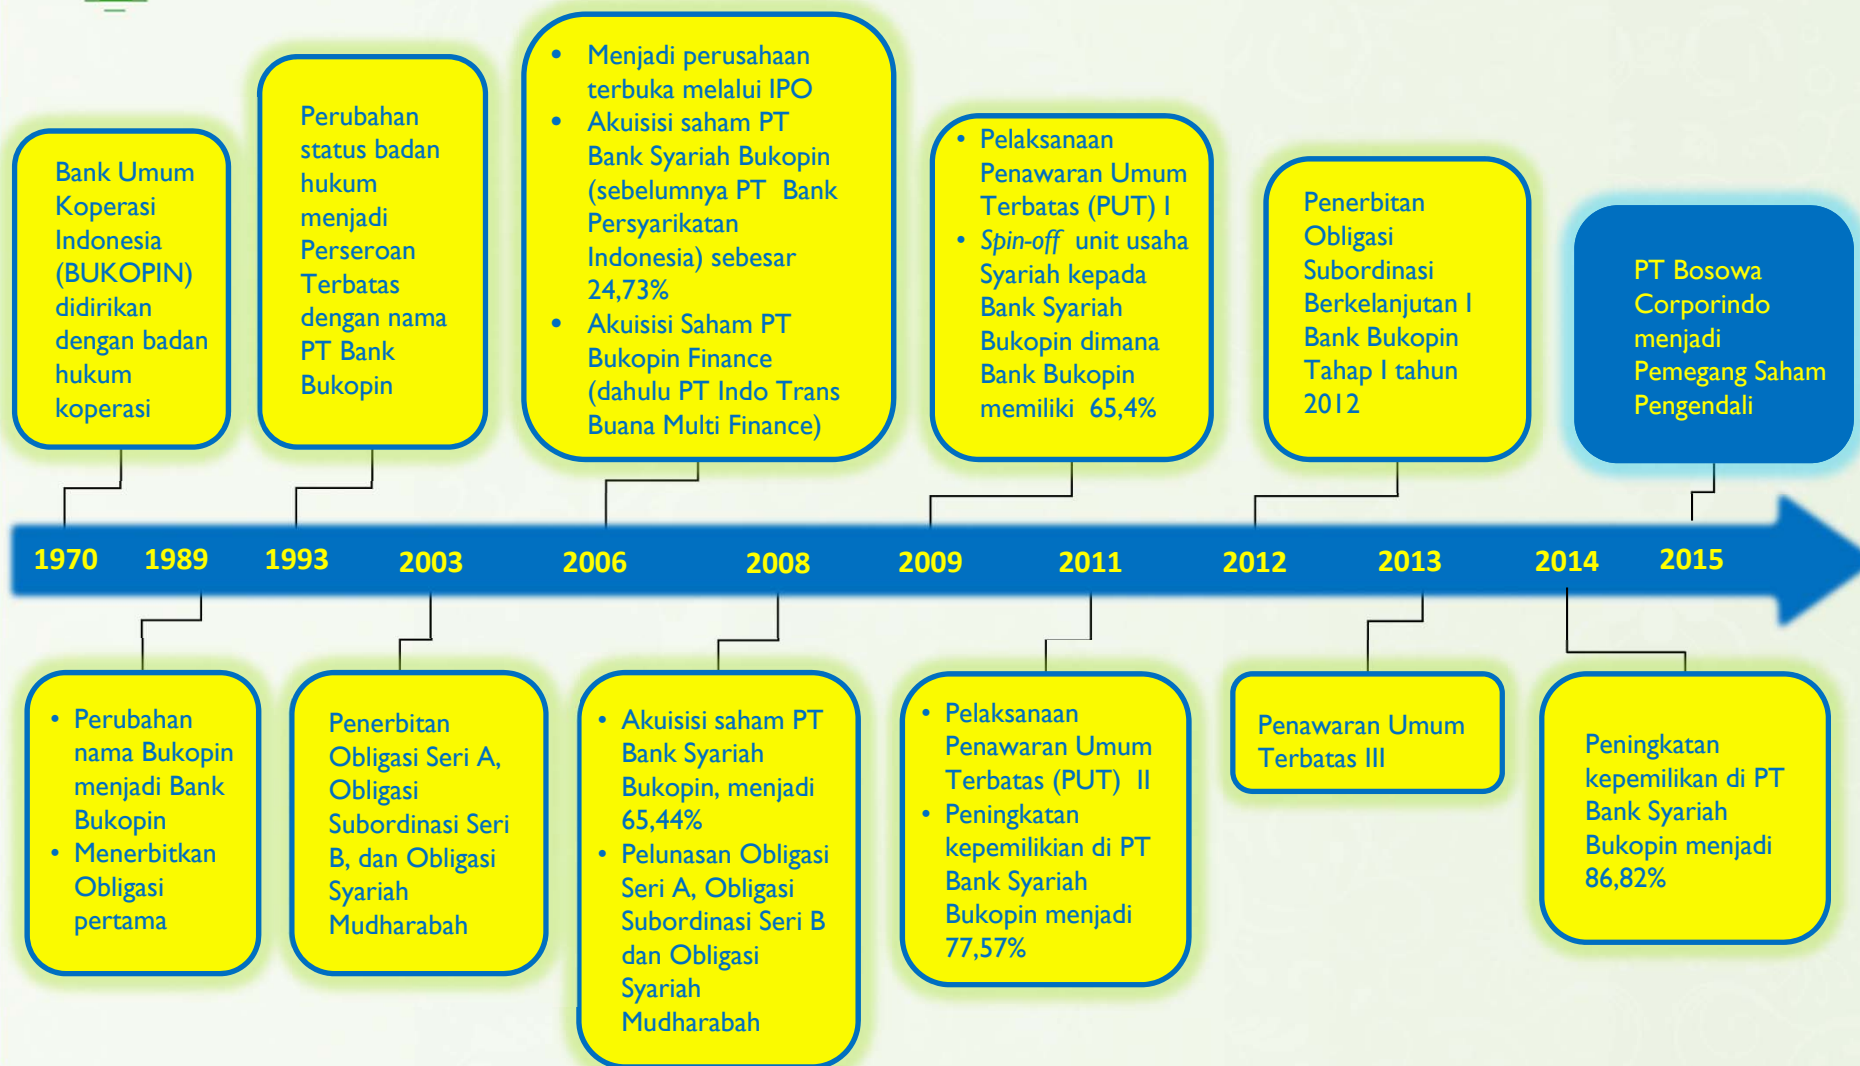 Bank Umum
Koperasi
Indonesia
(BUKOPIN)
didirikan
dengan badan
hukum
koperasi
Perubahan
status badan
hukum
menjadi
Perseroan
Terbatas
dengan nama
PT Bank
Bukopin
• Menjadi perusahaan
terbuka melalui IPO
• Akuisisi saham PT
Bank Syariah Bukopin
(sebelumnya PT Bank
Persyarikatan
Indonesia) sebesar
24,73%
• Akuisisi Saham PT
Bukopin Finance
(dahulu PT Indo Trans
Buana Multi Finance)
• Pelaksanaan
Penawaran Umum
Terbatas (PUT) I
• Spin-off unit usaha
Syariah kepada
Bank Syariah
Bukopin dimana
Bank Bukopin
memiliki 65,4%
Penerbitan
Obligasi
Subordinasi
Berkelanjutan I
Bank Bukopin
Tahap I tahun
2012
PT Bosowa
Corporindo
menjadi
Pemegang Saham
Pengendali
1970 1989 1993 2003 2006 2008 2009 2011 2012 2013 2014 2015
• Perubahan
nama Bukopin
menjadi Bank
Bukopin
• Menerbitkan
Obligasi
pertama
Penerbitan
Obligasi Seri A,
Obligasi
Subordinasi Seri
B, dan Obligasi
Syariah
Mudharabah
• Akuisisi saham PT
Bank Syariah
Bukopin, menjadi
65,44%
• Pelunasan Obligasi
Seri A, Obligasi
Subordinasi Seri B
dan Obligasi
Syariah
Mudharabah
• Pelaksanaan
Penawaran Umum
Terbatas (PUT) II
• Peningkatan
kepemilikian di PT
Bank Syariah
Bukopin menjadi
77,57%
Penawaran Umum
Terbatas III
Peningkatan
kepemilikan di PT
Bank Syariah
Bukopin menjadi
86,82%